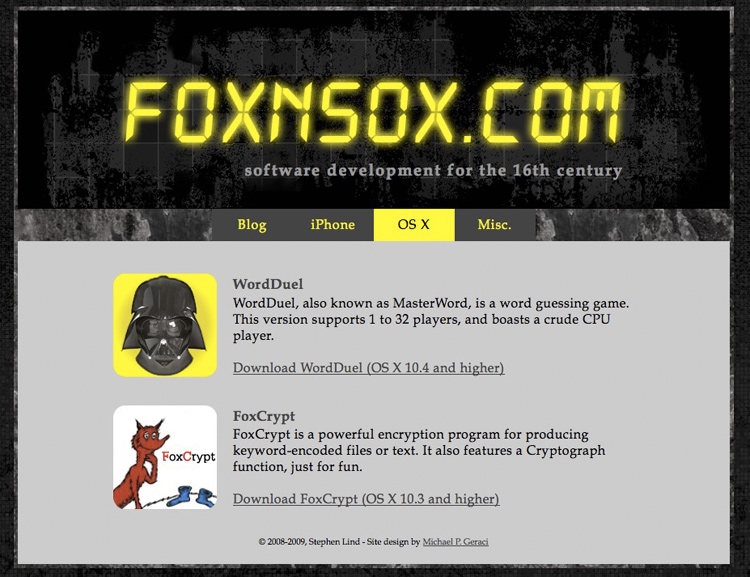 FOXNSOX.COM
software development for the 16th century
Blog iPhone OS X Misc.
WordDuel
WordDuel, also known as MasterWord, is a word guessing game.
This version supports 1 to 32 players, and boasts a crude CPU
player.
Download WordDuel (OS X 10.4 and higher)
FoxCrypt
FoxCrypt
FoxCrypt is a powerful encryption program for producing
keyword-encoded files or text. It also features a Cryptograph
function, just for fun.
Download FoxCrypt (OS X 10.3 and higher)
© 2008-2009, Stephen Lind - Site design by Michael P. Geraci